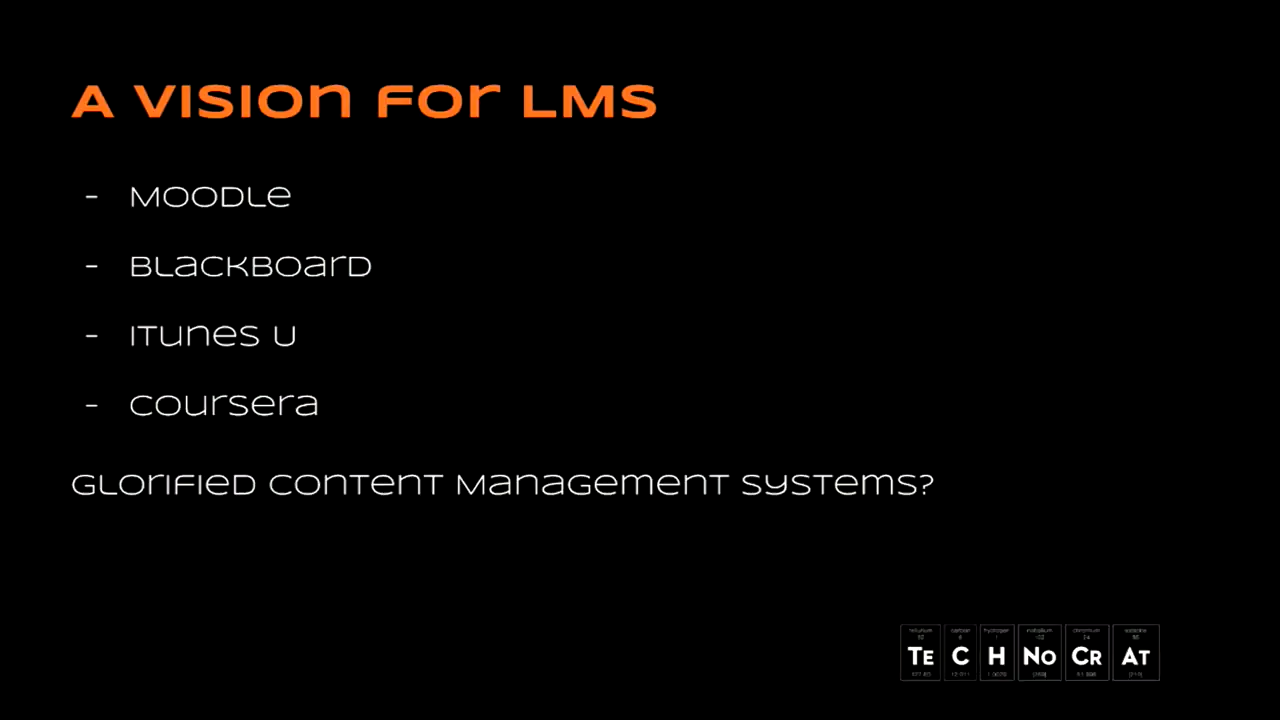 A VISION FOR LMS
- MOODLE
- BLACKBOARD
- ITUNES U
- COURSERA
GLORIFIED CONTENT MANAGEMENT SYSTEMS?
TE C H NO CR AT